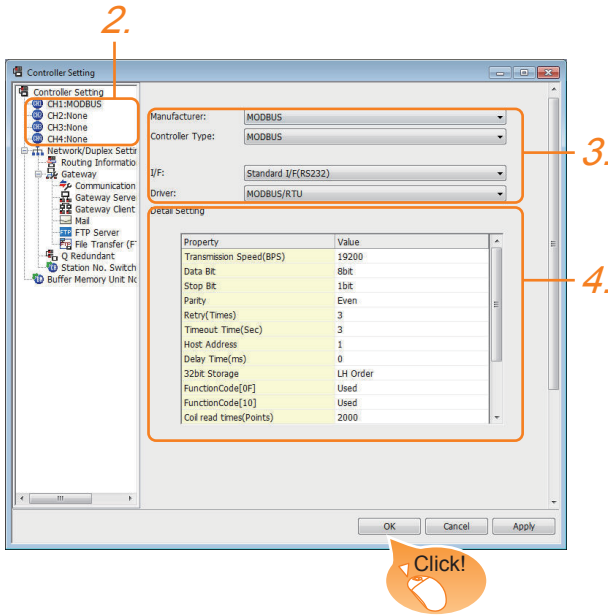 2.
Controller Setting
Controller Setting
CH1:MODBUS
CH2:None
CH3:None
CH4:None
Network/Duplex Settin
Routing Informatio
Gateway
Communication
Gateway Server
Gateway Client
Mail
FTP Server
File Transfer (F
Q Redundant
Station No. Switch
Buffer Memory Unit No
Manufacturer: MODBUS
Controller Type: MODBUS
3.
I/F: Standard I/F(RS232)
Driver: MODBUS/RTU
Detail Setting
Property Value
Transmission Speed(BPS) 19200
Data Bit 8bit
Stop Bit 1bit
Parity Even
4.
Retry(Times) 3
Timeout Time(Sec) 3
Host Address 1
Delay Time(ms) 0
32bit Storage LH Order
FunctionCode[0F] Used
FunctionCode[10] Used
Coil read times(Points) 2000
OK Cancel Apply
Click!